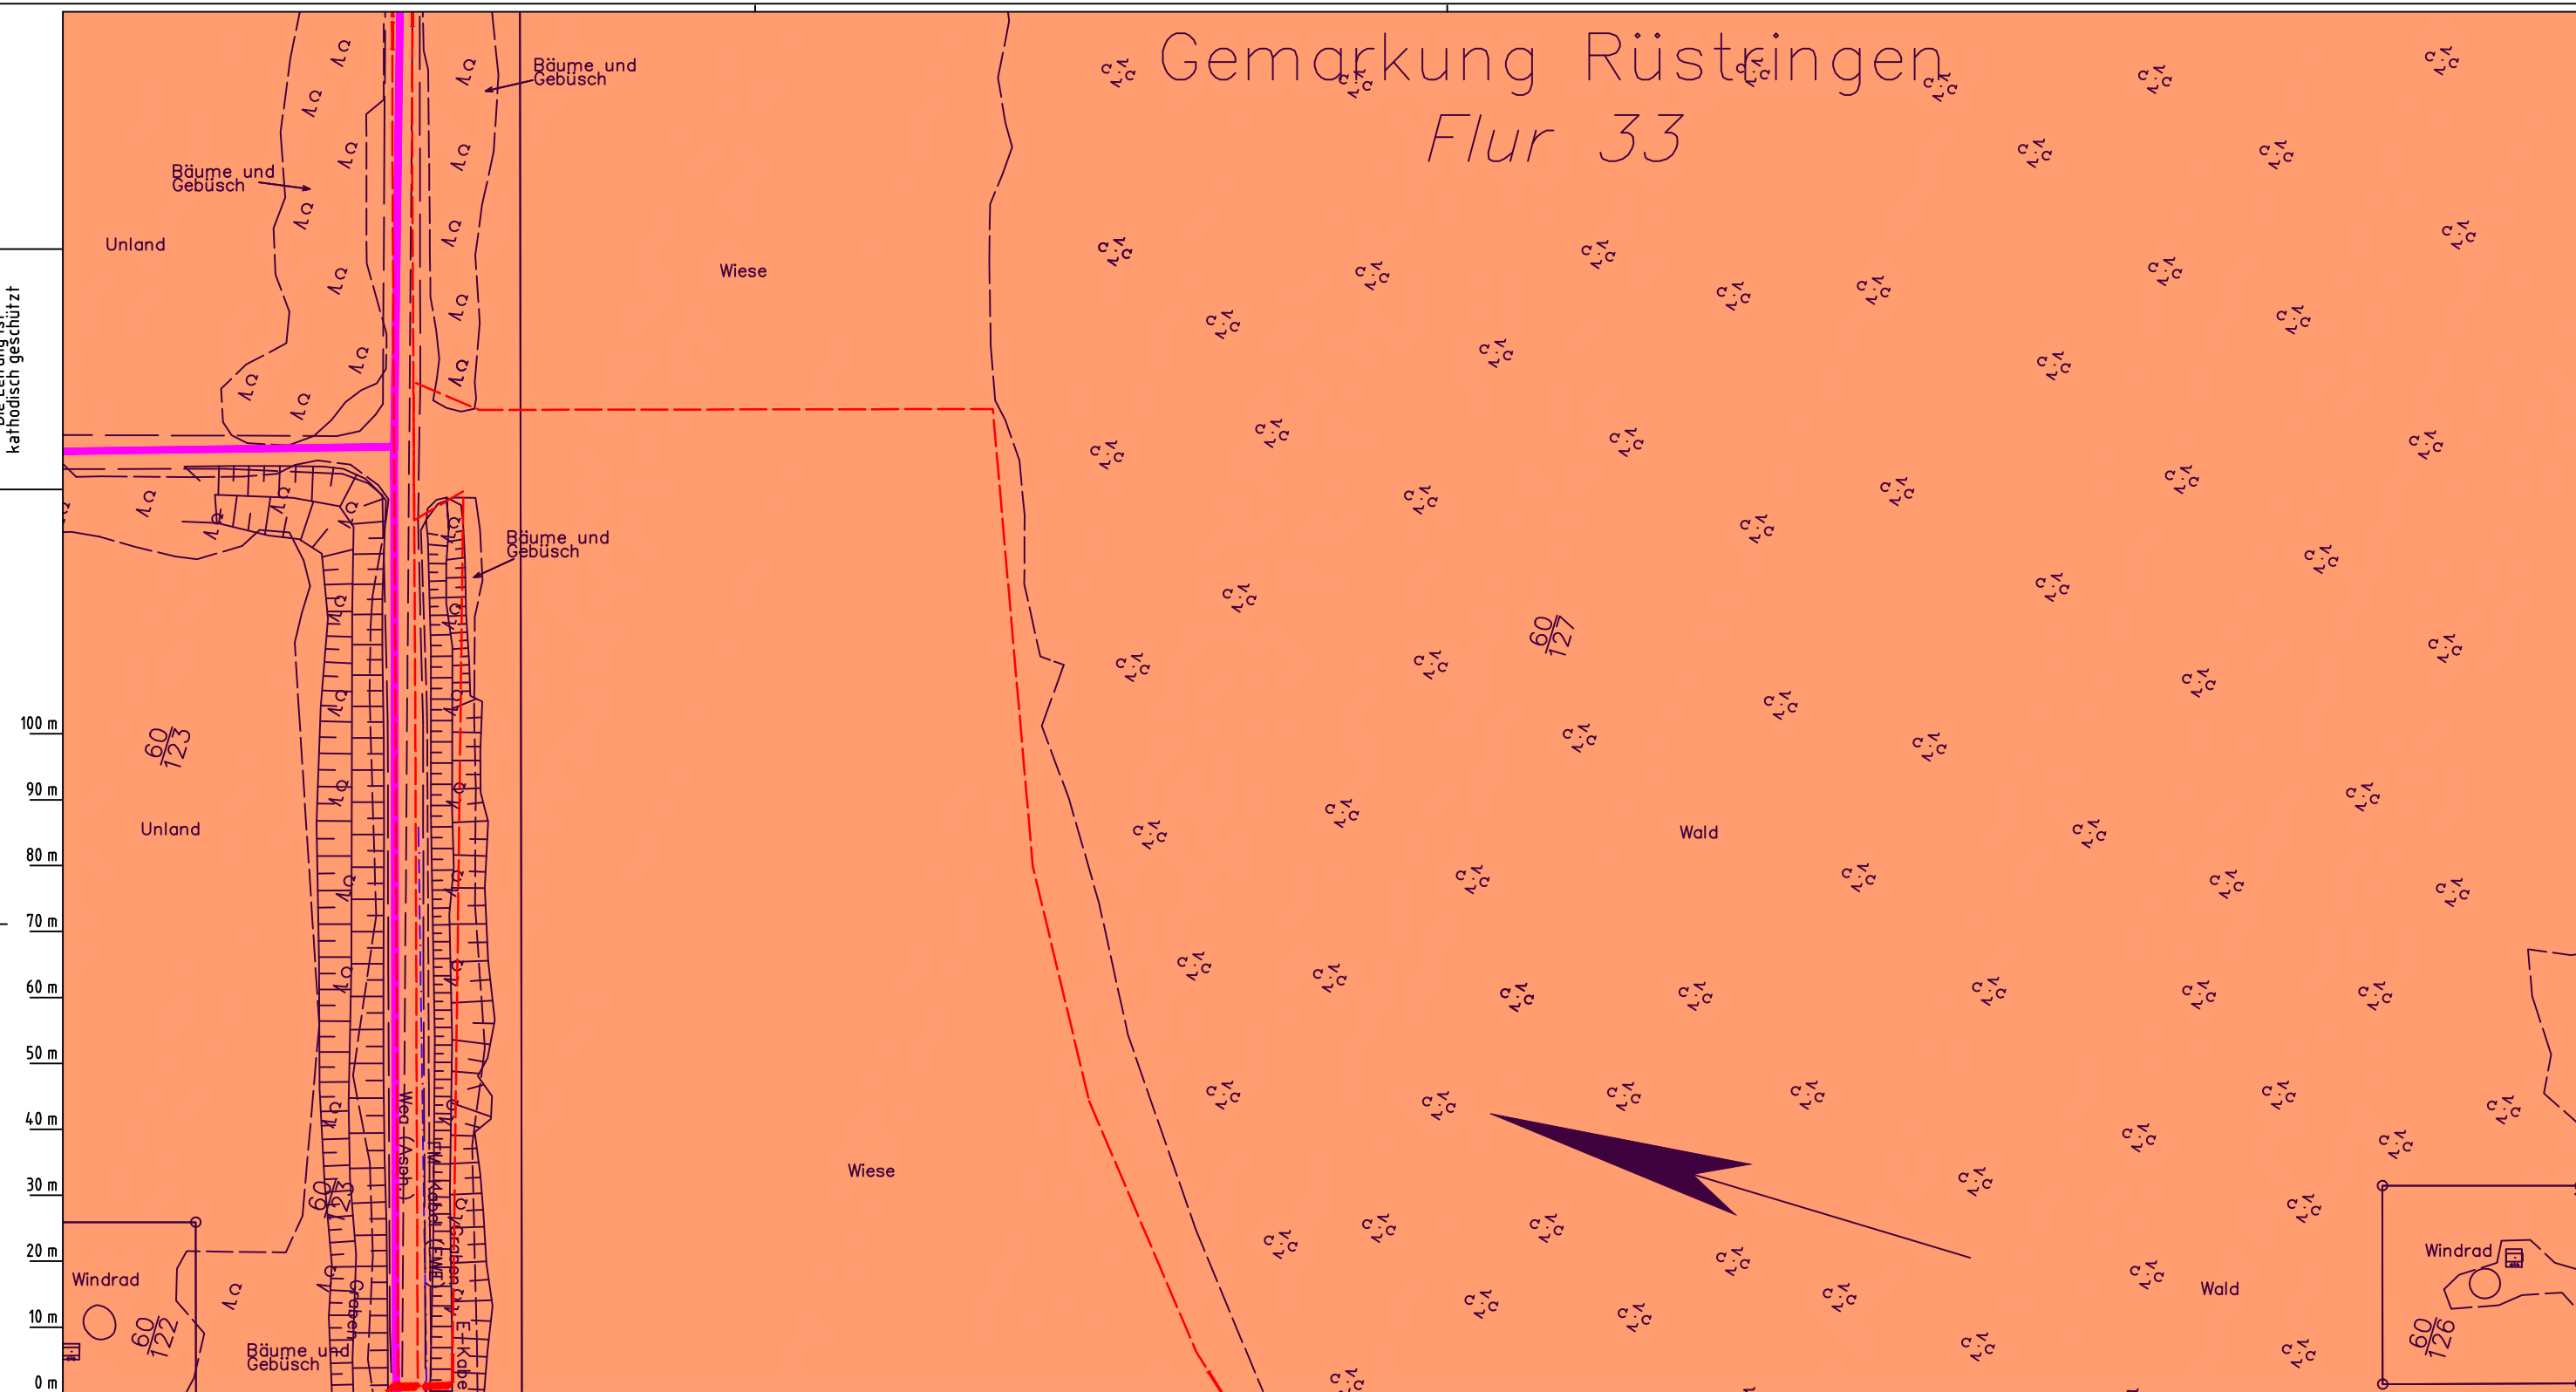 Gemarkung Rüstringen
Flur 33
Bäume und
Gebüsch
Bäume und
Gebüsch
Unland
Wiese
kathodisch geschützt
Bäume und
Gebüsch
60
127
100 m
60
123
90 m
Unland
Wald
80 m
70 m
60 m
50 m
40 m
Weg (Asph.)
Wiese
30 m
60
123
20 m
Graben
Windrad
Windrad
Wald
10 m
60
122
Graben
60
126
Bäume und
Gebüsch
E-Kabe
0 m